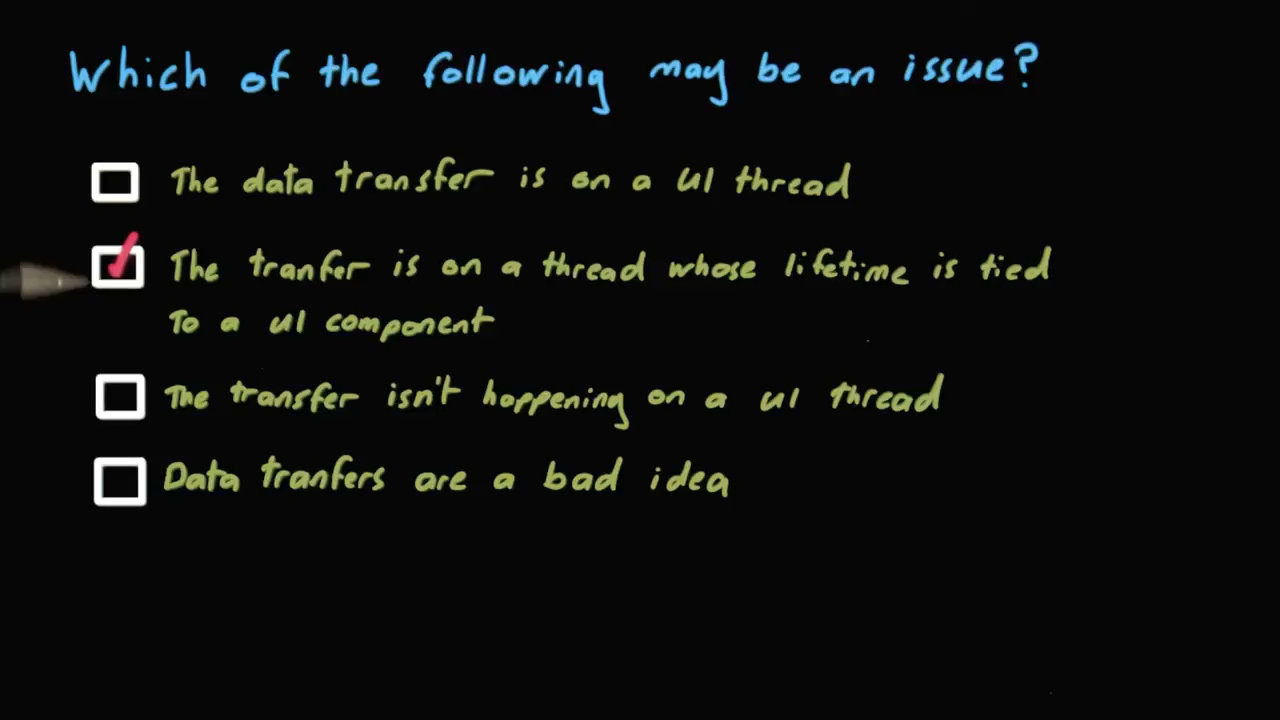 Which of the following may be an issue?
The data transfer is on a UI thread
The tranfer is on a thread whose lifetime is tied
to a UI component
The transfer isn't happening on a UI thread
Data tranfers are a bad idea